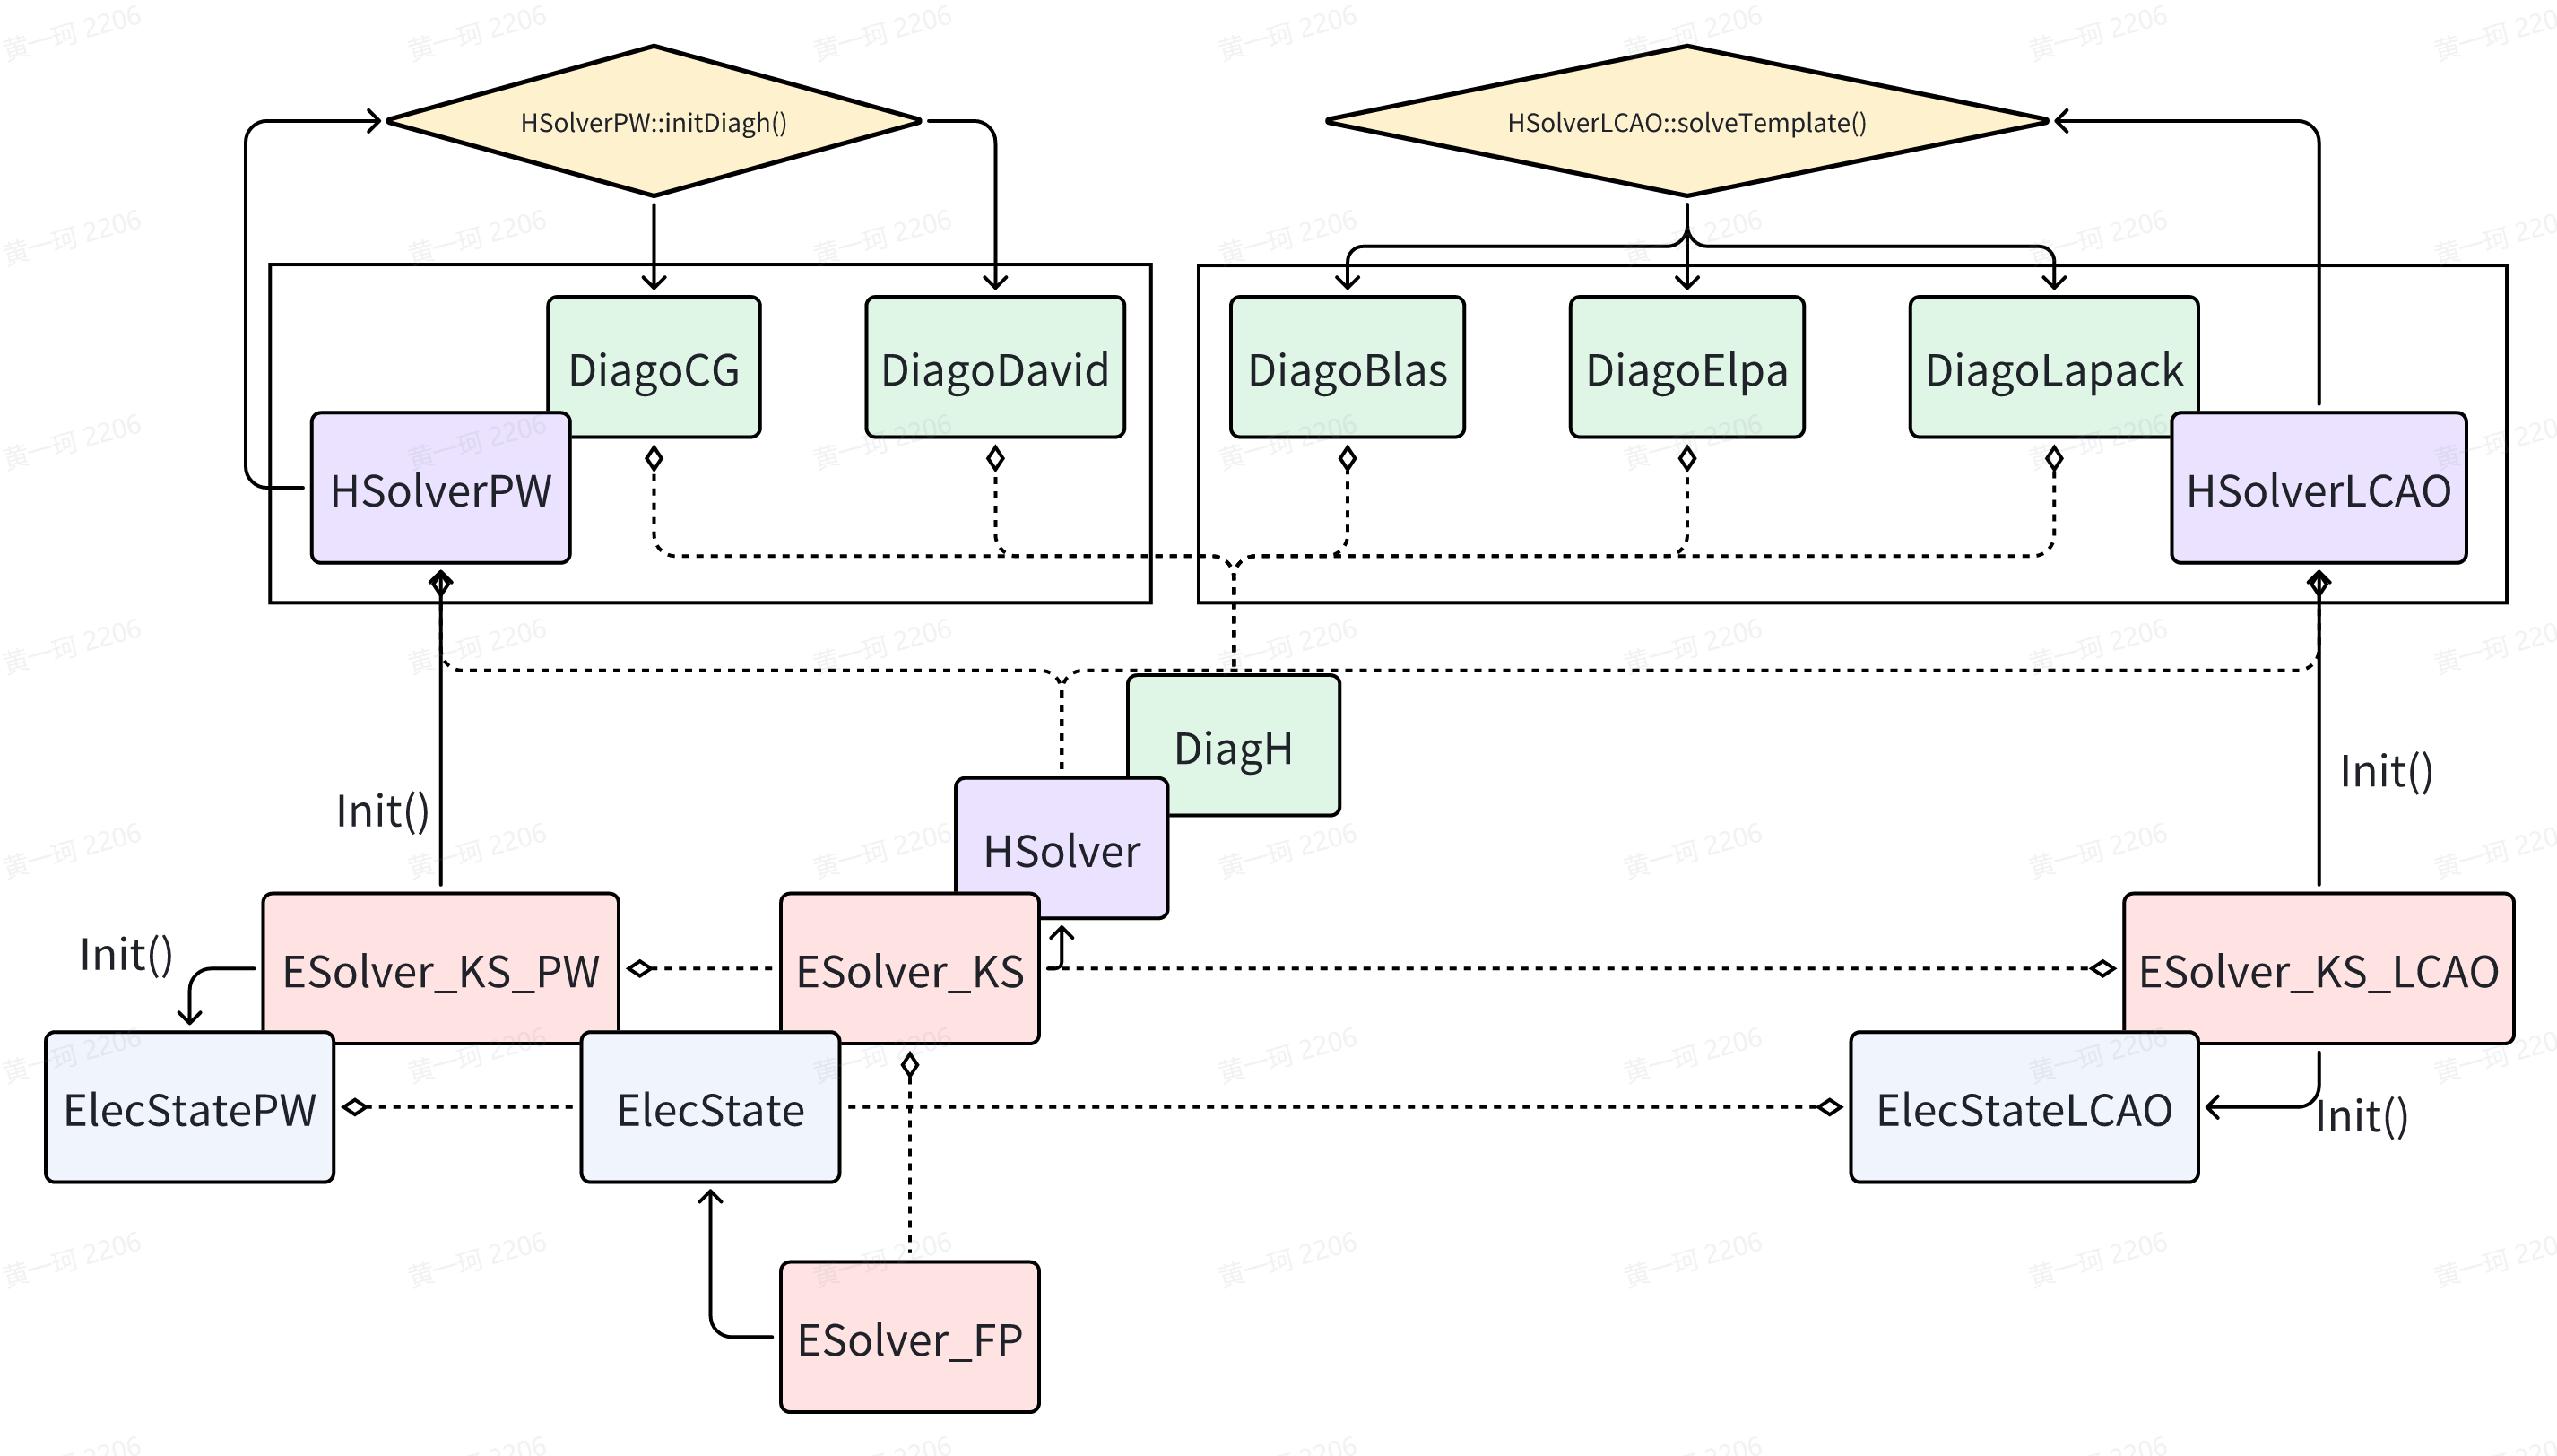 HSolverPW::initDiagh()
HSolverLCAO::solveTemplate()
DiagoCG
DiagoDavid
DiagoBlas
DiagoElpa
DiagoLapack
HSolverPW
HSolverLCAO
DiagH
Init()
Init()
HSolver
Init()
ESolver_KS_PW
ESolver_KS
ESolver_KS_LCAO
ElecStatePW
ElecState
ElecStateLCAO
Init()
ESolver_FP
黄一珂 2206